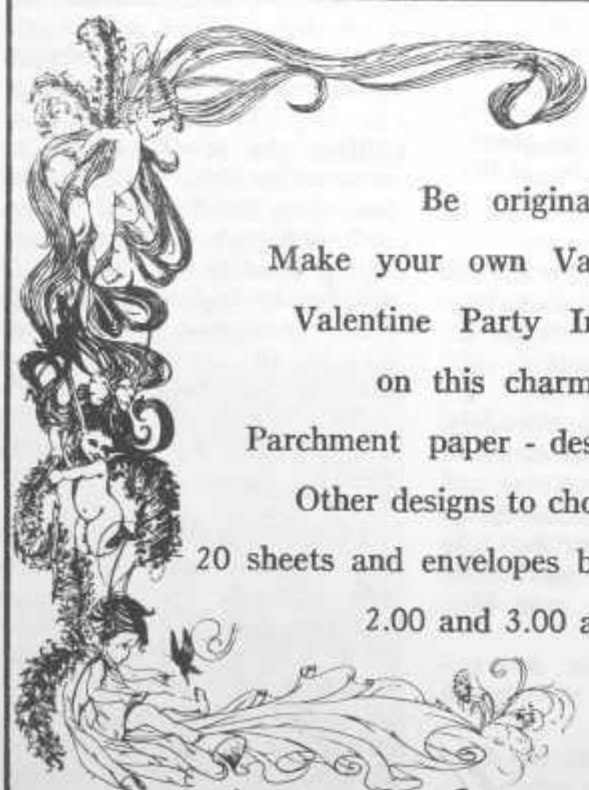 Be origina
Make your own Va
Valentine Party In
on this charm
Parchment paper - des
Other designs to cho
20 sheets and envelopes b
2.00 and 3.00 a